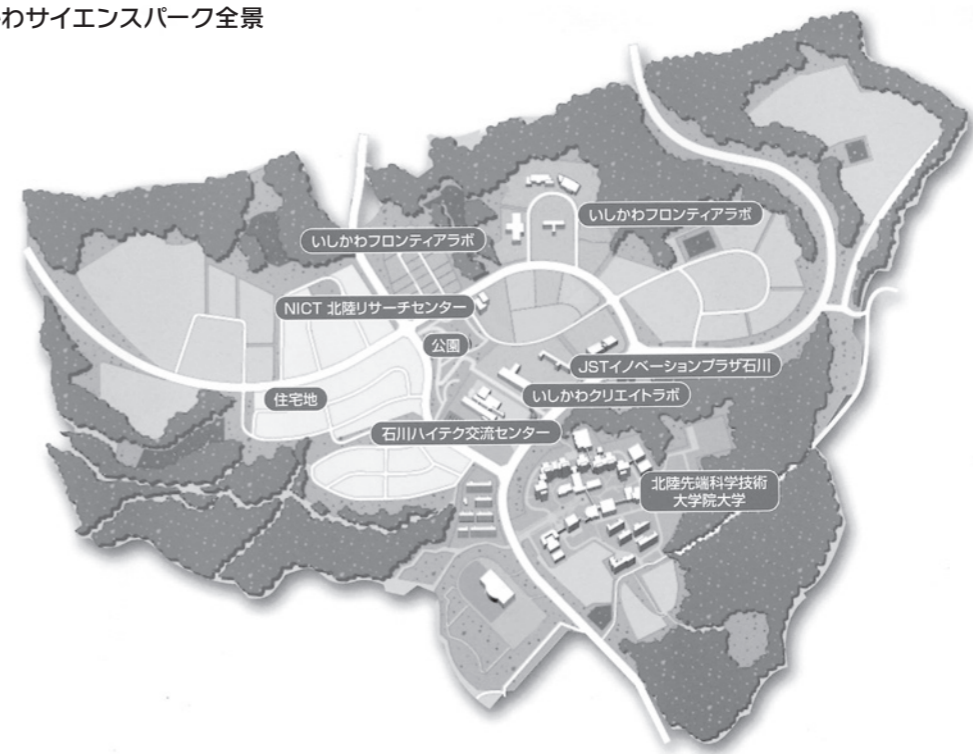 わサイエンスパーク全景
いしかわフロンティアラボ
いしかわフロンティアラボ
NICT 北陸リサーチセンター
公園
JSTイノベーションプラザ石川
住宅地
いしかわクリエイトラボ
石川ハイテク交流センター
北陸先端科学技術
大学院大学